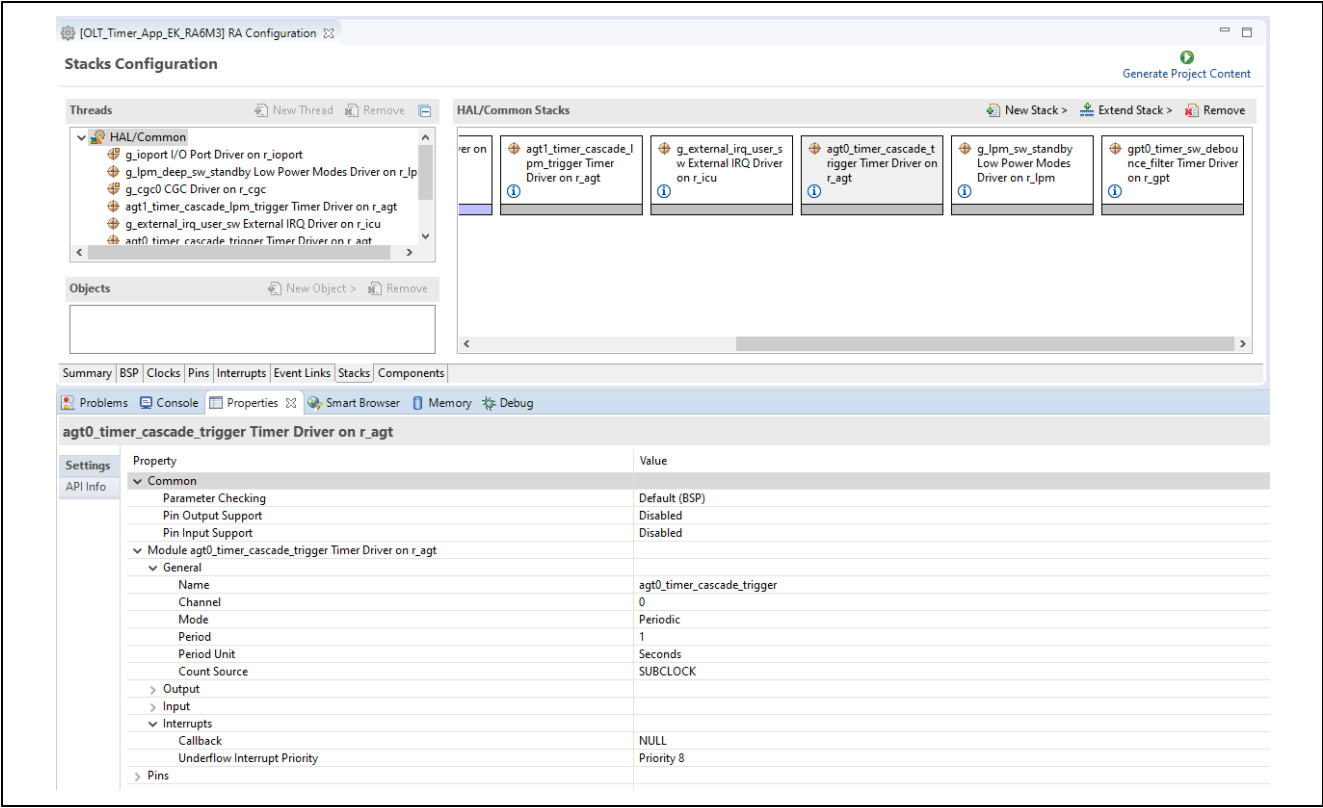 [OLT_Timer_App_EK_RA6M3] RA Configuration
Stacks Configuration
Generate Project Content
Threads
New Thread
Remove
HAL/Common
g_ioport I/O Port Driver on r_ioport
g_lpm_deep_sw_standby Low Power Modes Driver on r_lp
g_cgc0 CGC Driver on r_cgc
agt1_timer_cascade_lpm_trigger Timer Driver on r_agt
g_external_irq_user_sw External IRQ Driver on r_icu
agt0_timer_cascade_trigger Timer Driver on r_agt
Objects
New Object >
Remove
HAL/Common Stacks
New Stack >
Extend Stack >
Remove
ver on
agt1_timer_cascade_l
pm_trigger Timer
Driver on r_agt
g_external_irq_user_s
w External IRQ Driver
on r_icu
agt0_timer_cascade_t
rigger Timer Driver on
r_agt
g_lpm_sw_standby
Low Power Modes
Driver on r_lpm
gpt0_timer_sw_debou
nce_filter Timer Driver
on r_gpt
Summary BSP Clocks Pins Interrupts Event Links Stacks Components
Problems Console Properties Smart Browser Memory Debug
agt0_timer_cascade_trigger Timer Driver on r_agt
Settings
API Info
Property Value
Common
Parameter Checking Default (BSP)
Pin Output Support Disabled
Pin Input Support Disabled
Module agt0_timer_cascade_trigger Timer Driver on r_agt
General
Name agt0_timer_cascade_trigger
Channel 0
Mode Periodic
Period 1
Period Unit Seconds
Count Source SUBCLOCK
Output
Input
Interrupts
Callback NULL
Underflow Interrupt Priority Priority 8
Pins